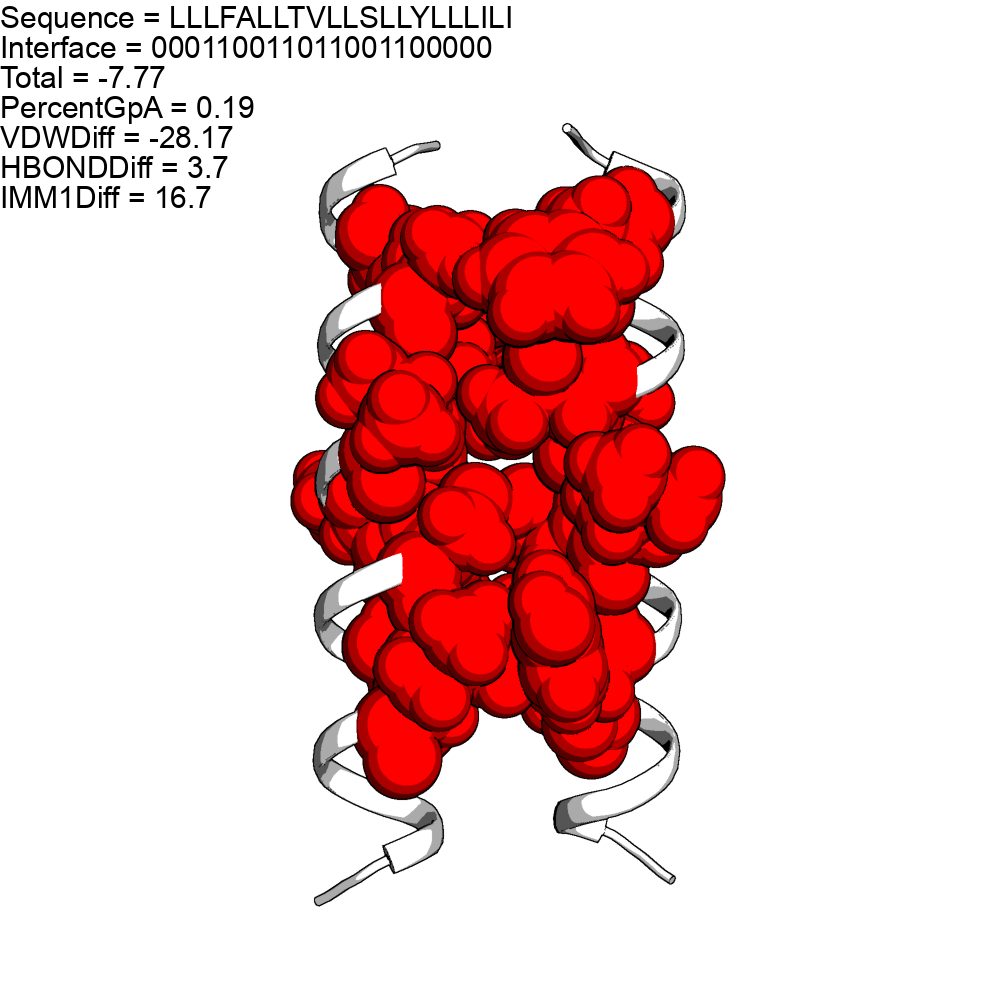 Sequence = LLLFALLTVLLSLLYLLLILI
Interface = 000110011011001100000
Total = -7.77
PercentGpA = 0.19
VDWDiff = -28.17
HBONDDiff = 3.7
IMM1Diff = 16.7